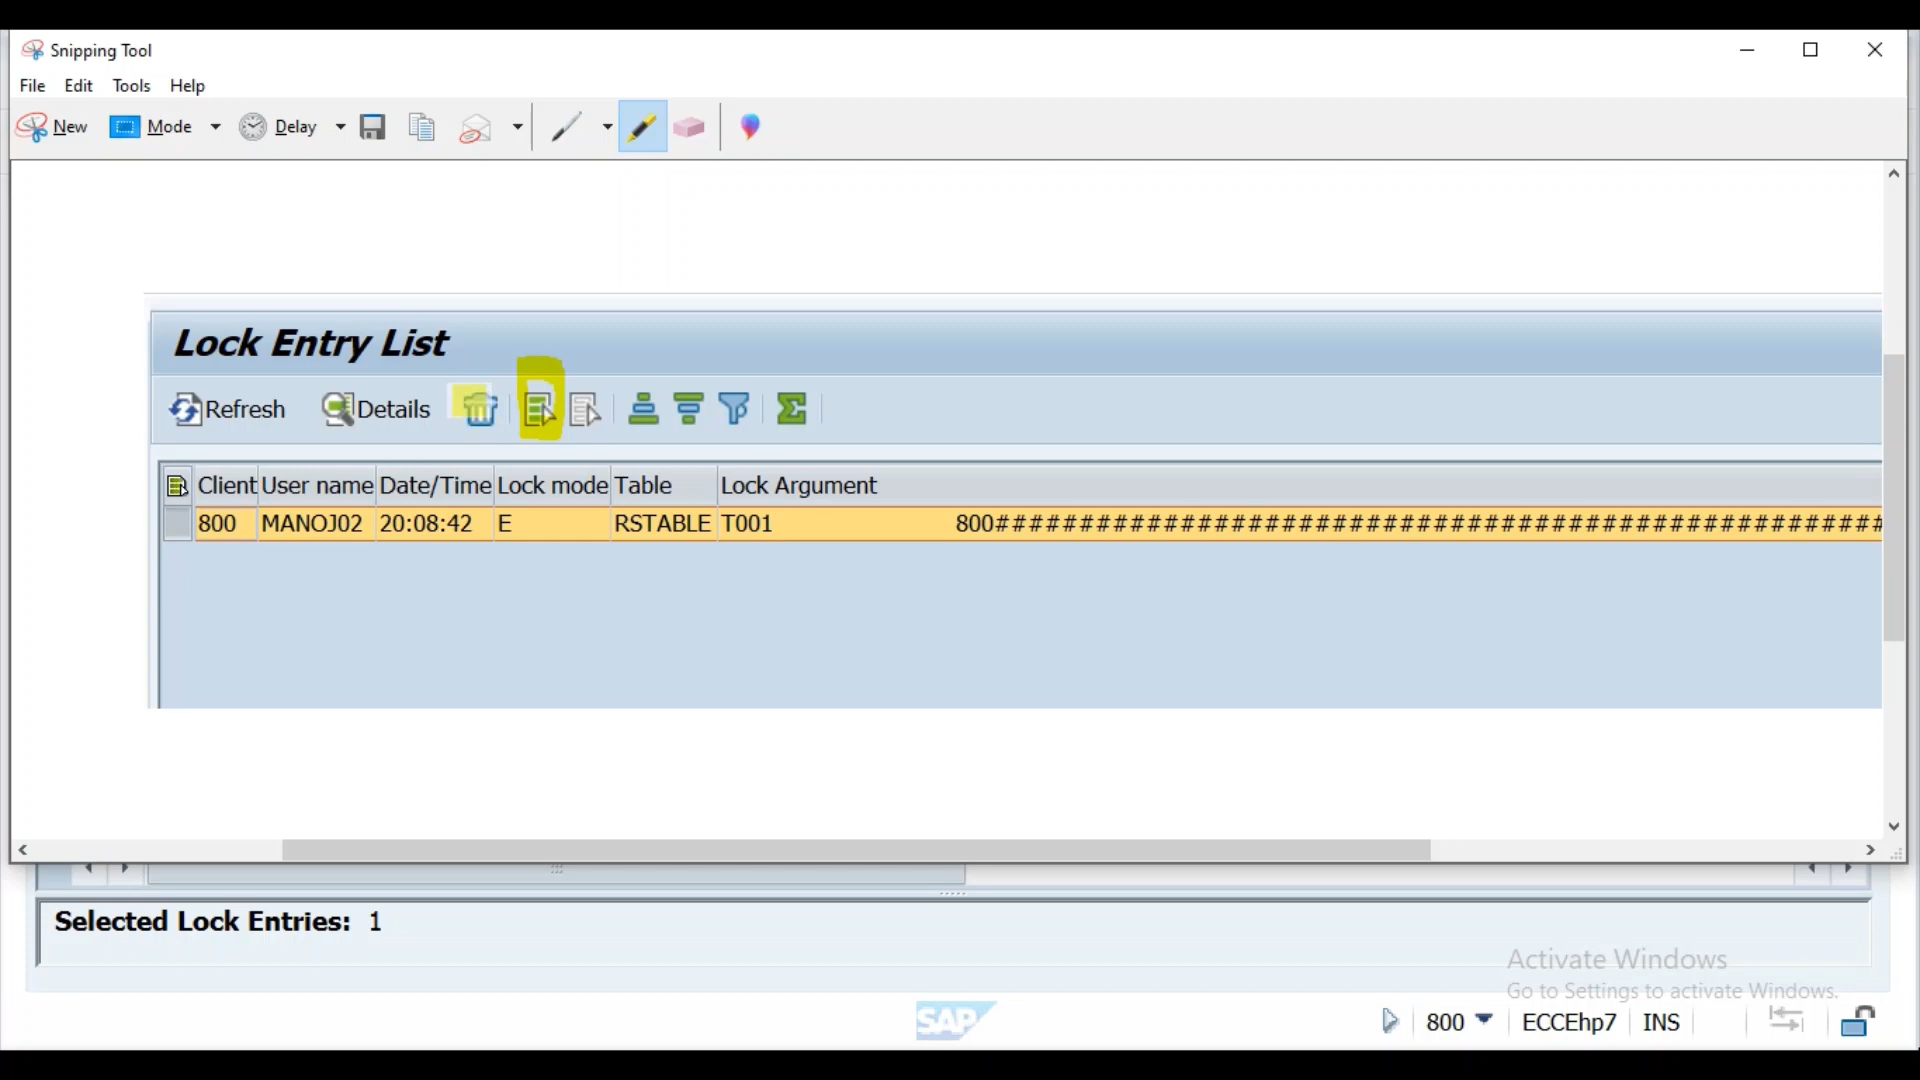 Snipping Tool
File Edit Tools Help
New Mode Delay
Lock Entry List
Refresh Details
Client User name Date/Time Lock mode Table Lock Argument
800 MANOJ02 20:08:42 E RSTABLE T001 800#####################################################
Selected Lock Entries: 1
Activate Windows
Go to Settings to activate Windows.
SAP
800 ECCEhp7 INS